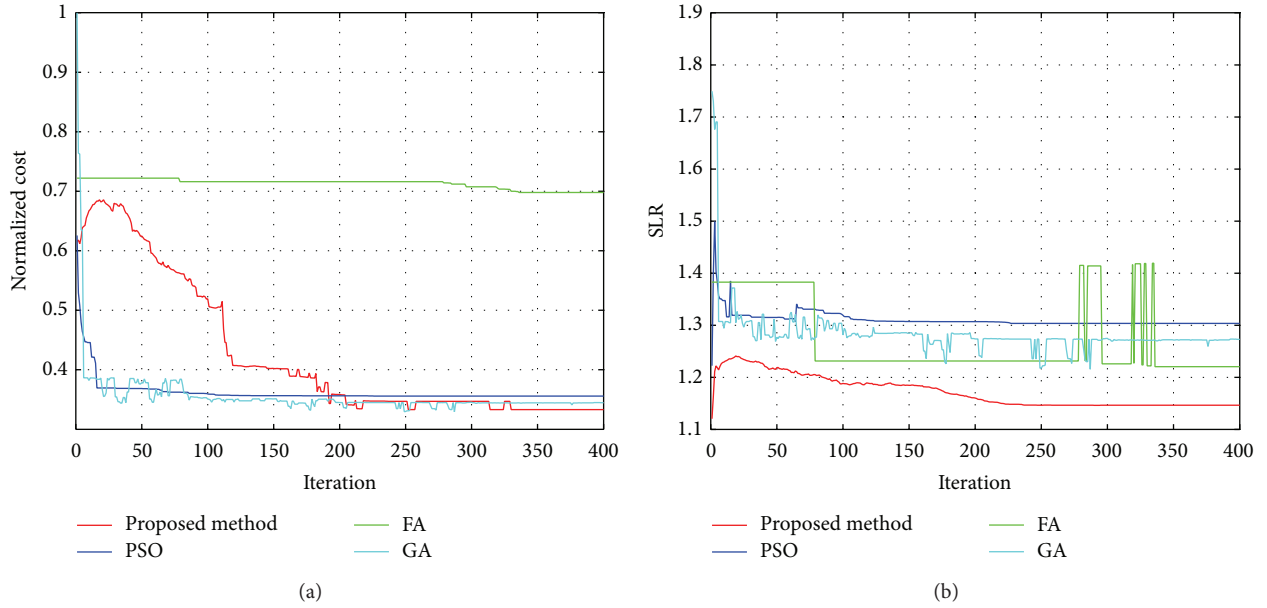 1
0.9
0.8
0.7
0.6
0.5
0.4
Normalized cost
0 50 100 150 200 250 300 350 400
Iteration
Proposed method
PSO
FA
GA
(a)
1.9
1.8
1.7
1.6
1.5
1.4
1.3
1.2
1.1
SLR
0 50 100 150 200 250 300 350 400
Iteration
Proposed method
PSO
FA
GA
(b)